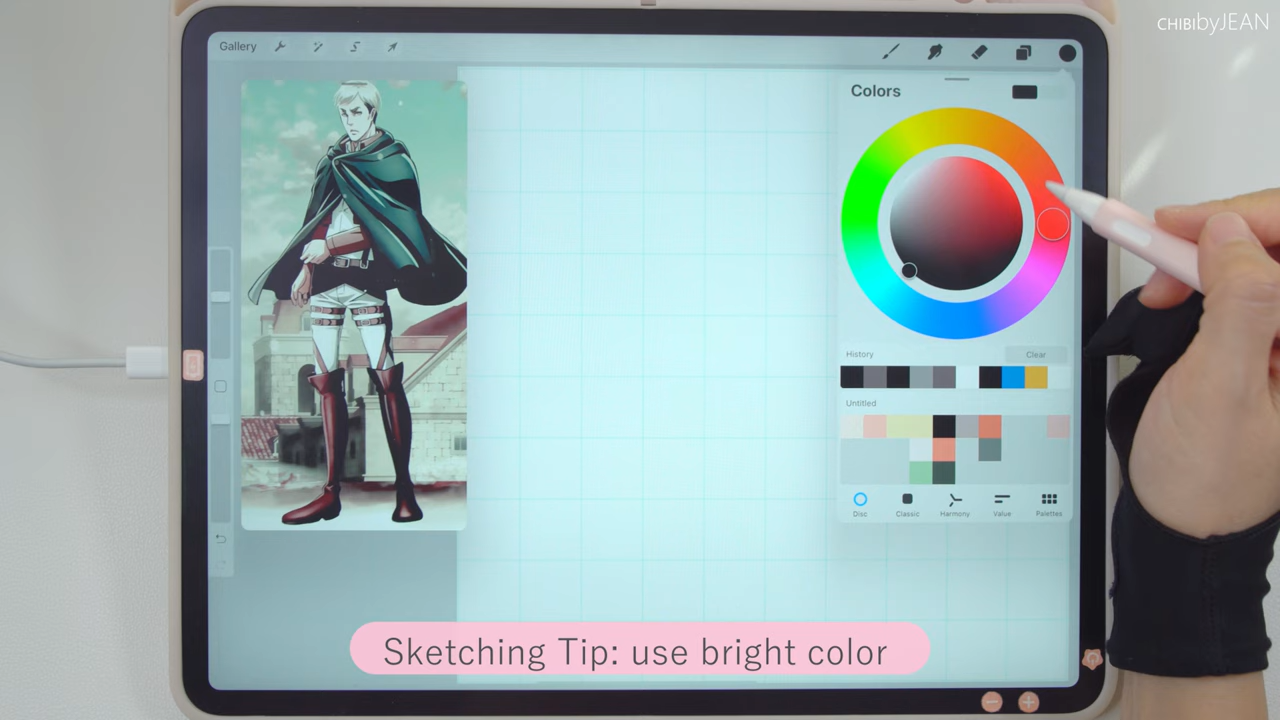 CHIBIbyJEAN
Gallery
Colors
History
Clear
Untitled
Disc
Classic
Harmony
Value
Palettes
Sketching Tip: use bright color